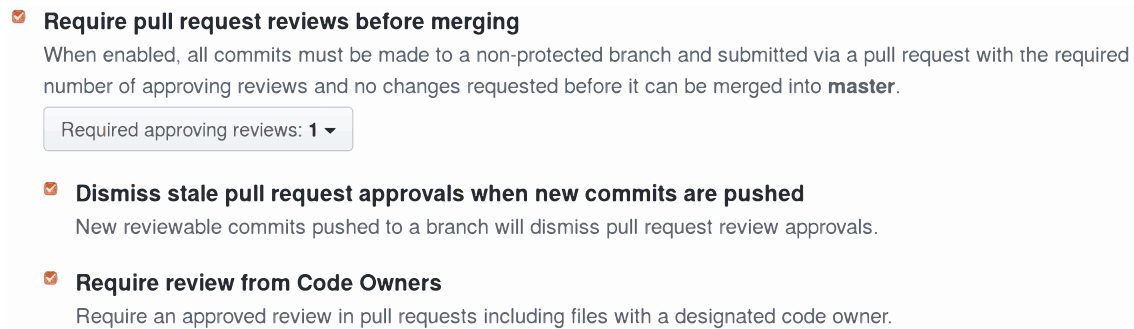 Require pull request reviews before merging
When enabled, all commits must be made to a non-protected branch and submitted via a pull request with the required
number of approving reviews and no changes requested before it can be merged into master.
Required approving reviews: 1
Dismiss stale pull request approvals when new commits are pushed
New reviewable commits pushed to a branch will dismiss pull request review approvals.
Require review from Code Owners
Require an approved review in pull requests including files with a designated code owner.